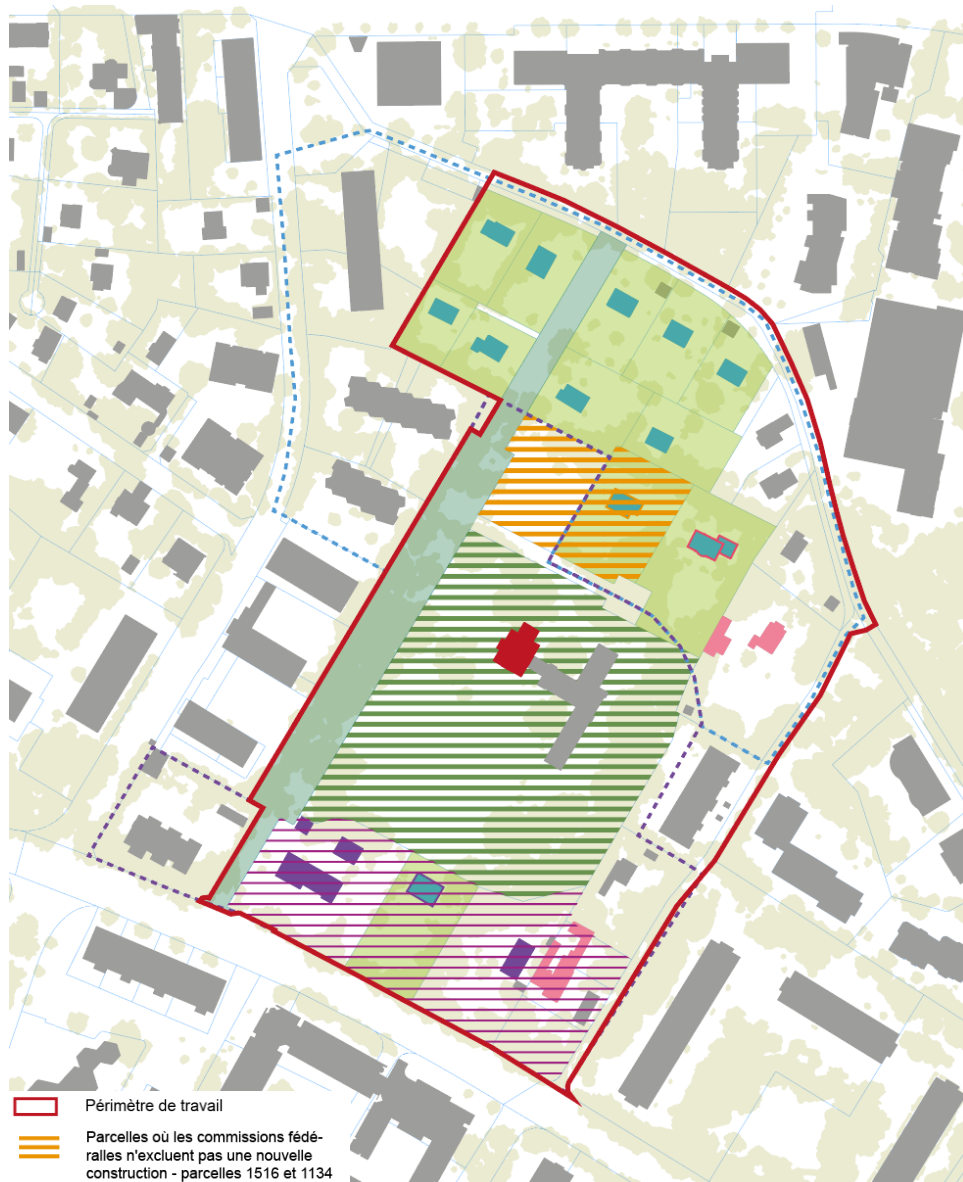 Périmètre de travail
Parcelles où les commissions fédé-
ralles n'excluent pas une nouvelle
construction - parcelles 1516 et 1134